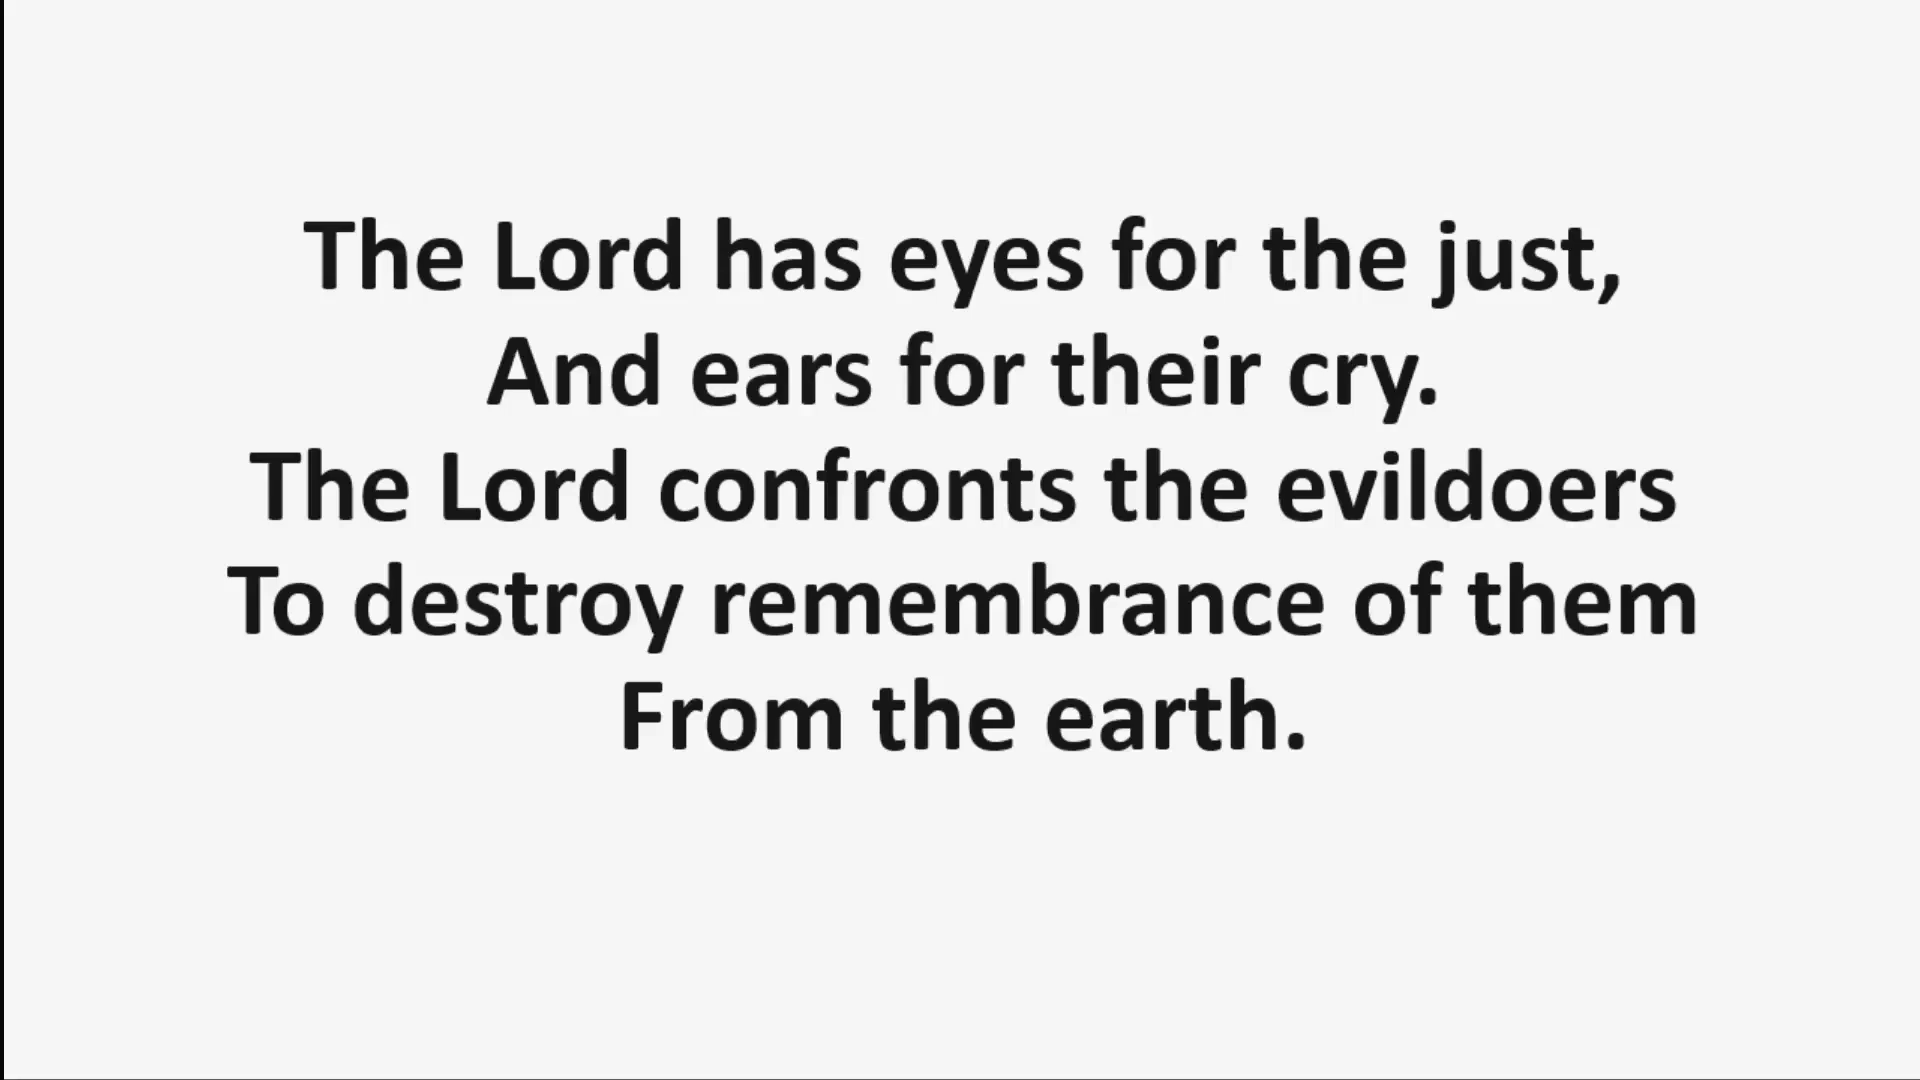 The Lord has eyes for the just,
And ears for their cry.
The Lord confronts the evildoers
To destroy remembrance of them
From the earth.